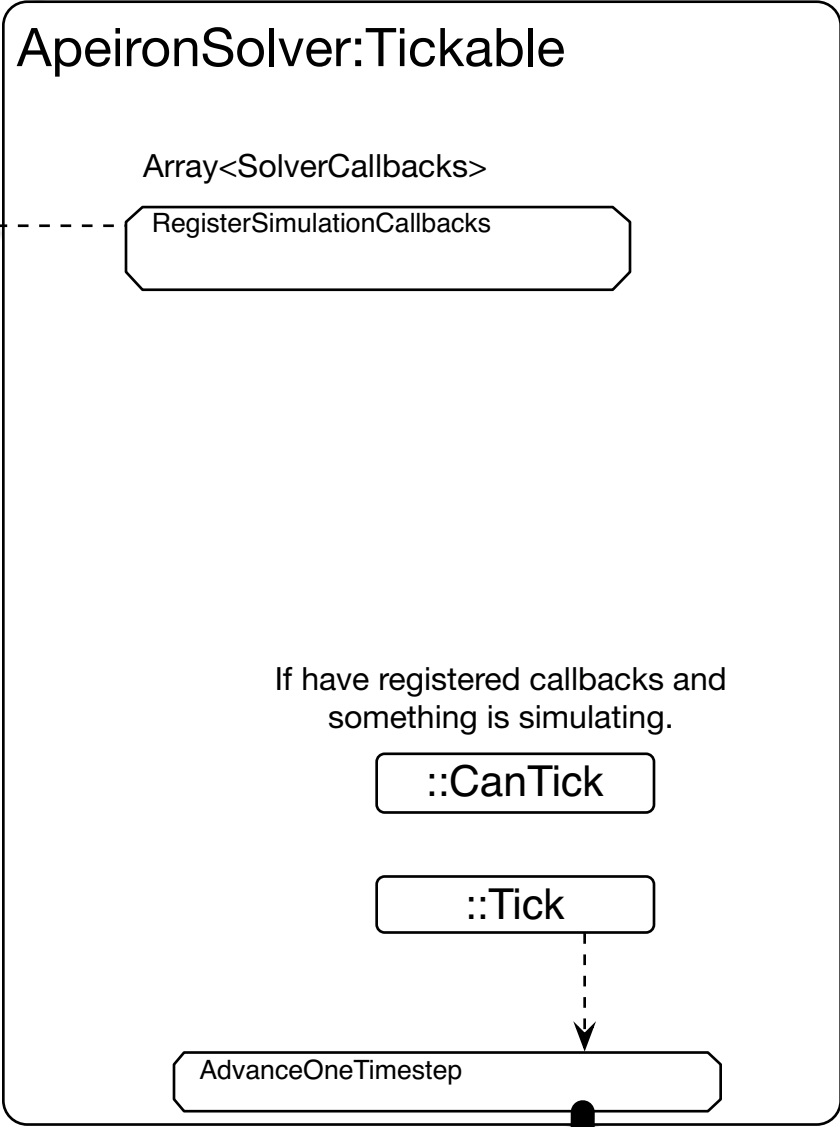 ApeironSolver:Tickable
Array<SolverCallbacks>
RegisterSimulationCallbacks
If have registered callbacks and
something is simulating.
::CanTick
::Tick
AdvanceOneTimestep